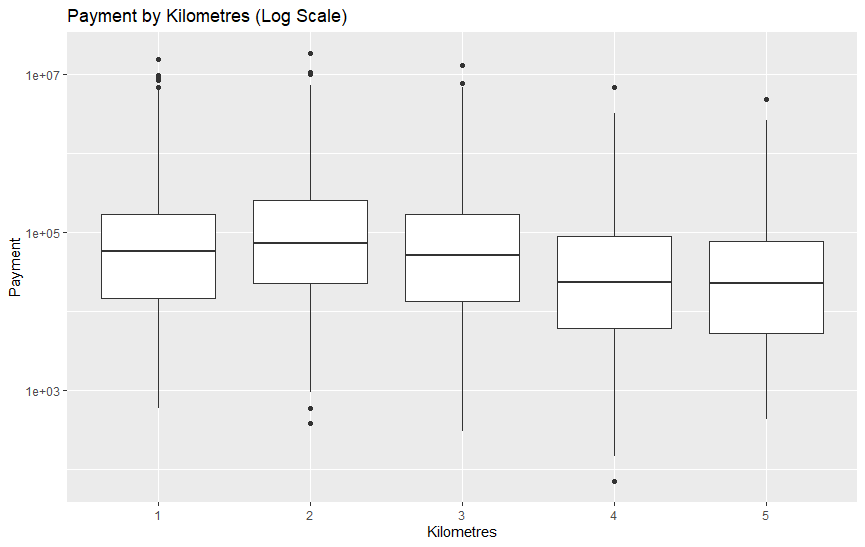 Payment by Kilometres (Log Scale)
1e+07
1e+05
1e+03
Payment
1 2 3 4 5
Kilometres